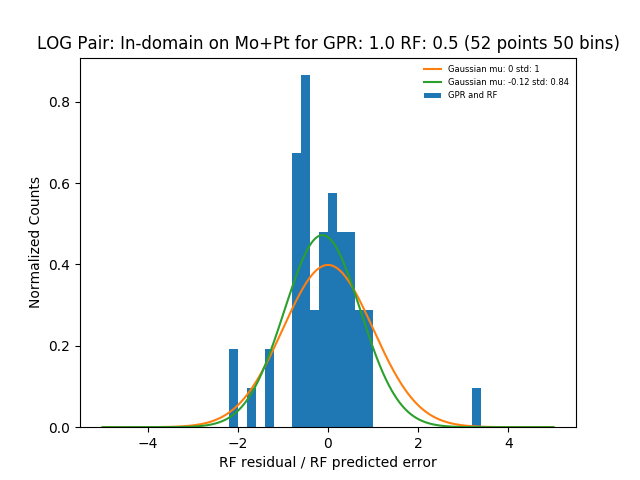 LOG Pair: In-domain on Mo+Pt for GPR: 1.0 RF: 0.5 (52 points 50 bins)
Gaussian mu: 0 std: 1
Gaussian mu: -0.12 std: 0.84
GPR and RF
Normalized Counts
0.8
0.6
0.4
0.2
0.0
−4 −2 0 2 4
RF residual / RF predicted error